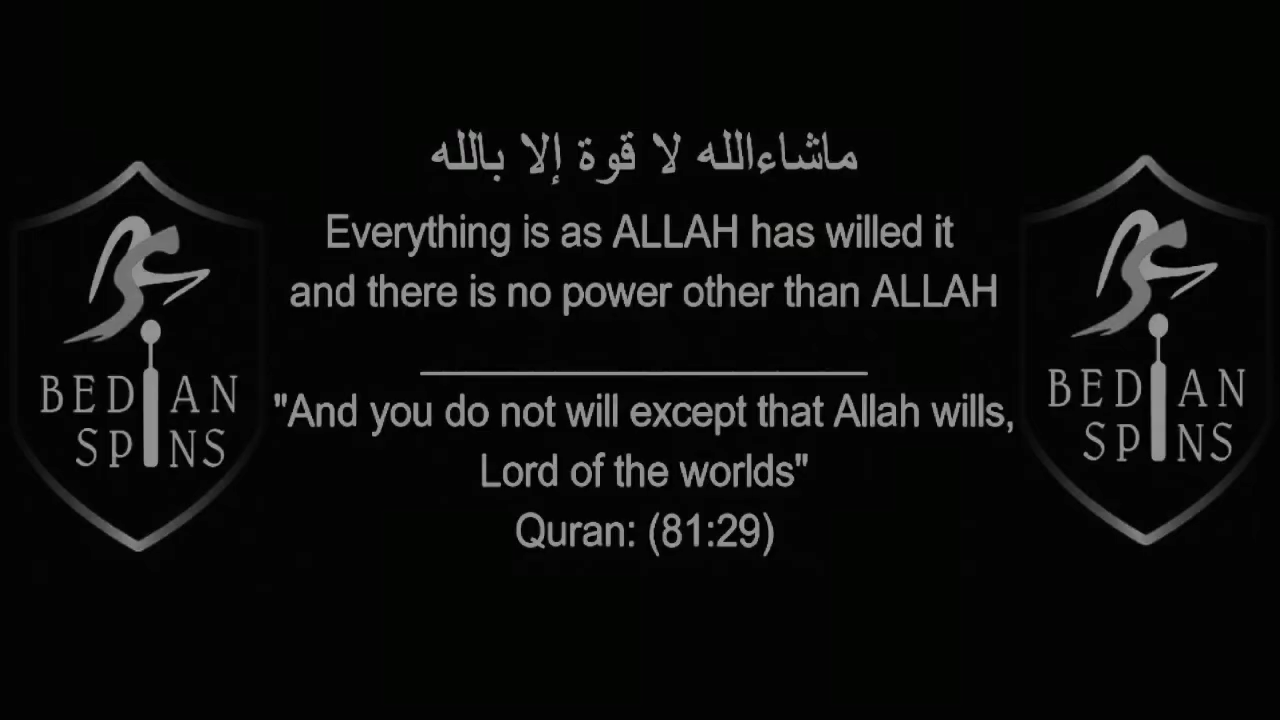 ماشاءالله لا قوة إلا بالله
Everything is as ALLAH has willed it
and there is no power other than ALLAH
"And you do not will except that Allah wills,
Lord of the worlds"
Quran: (81:29)
BEDIAN
SPINS
BEDIAN
SPINS